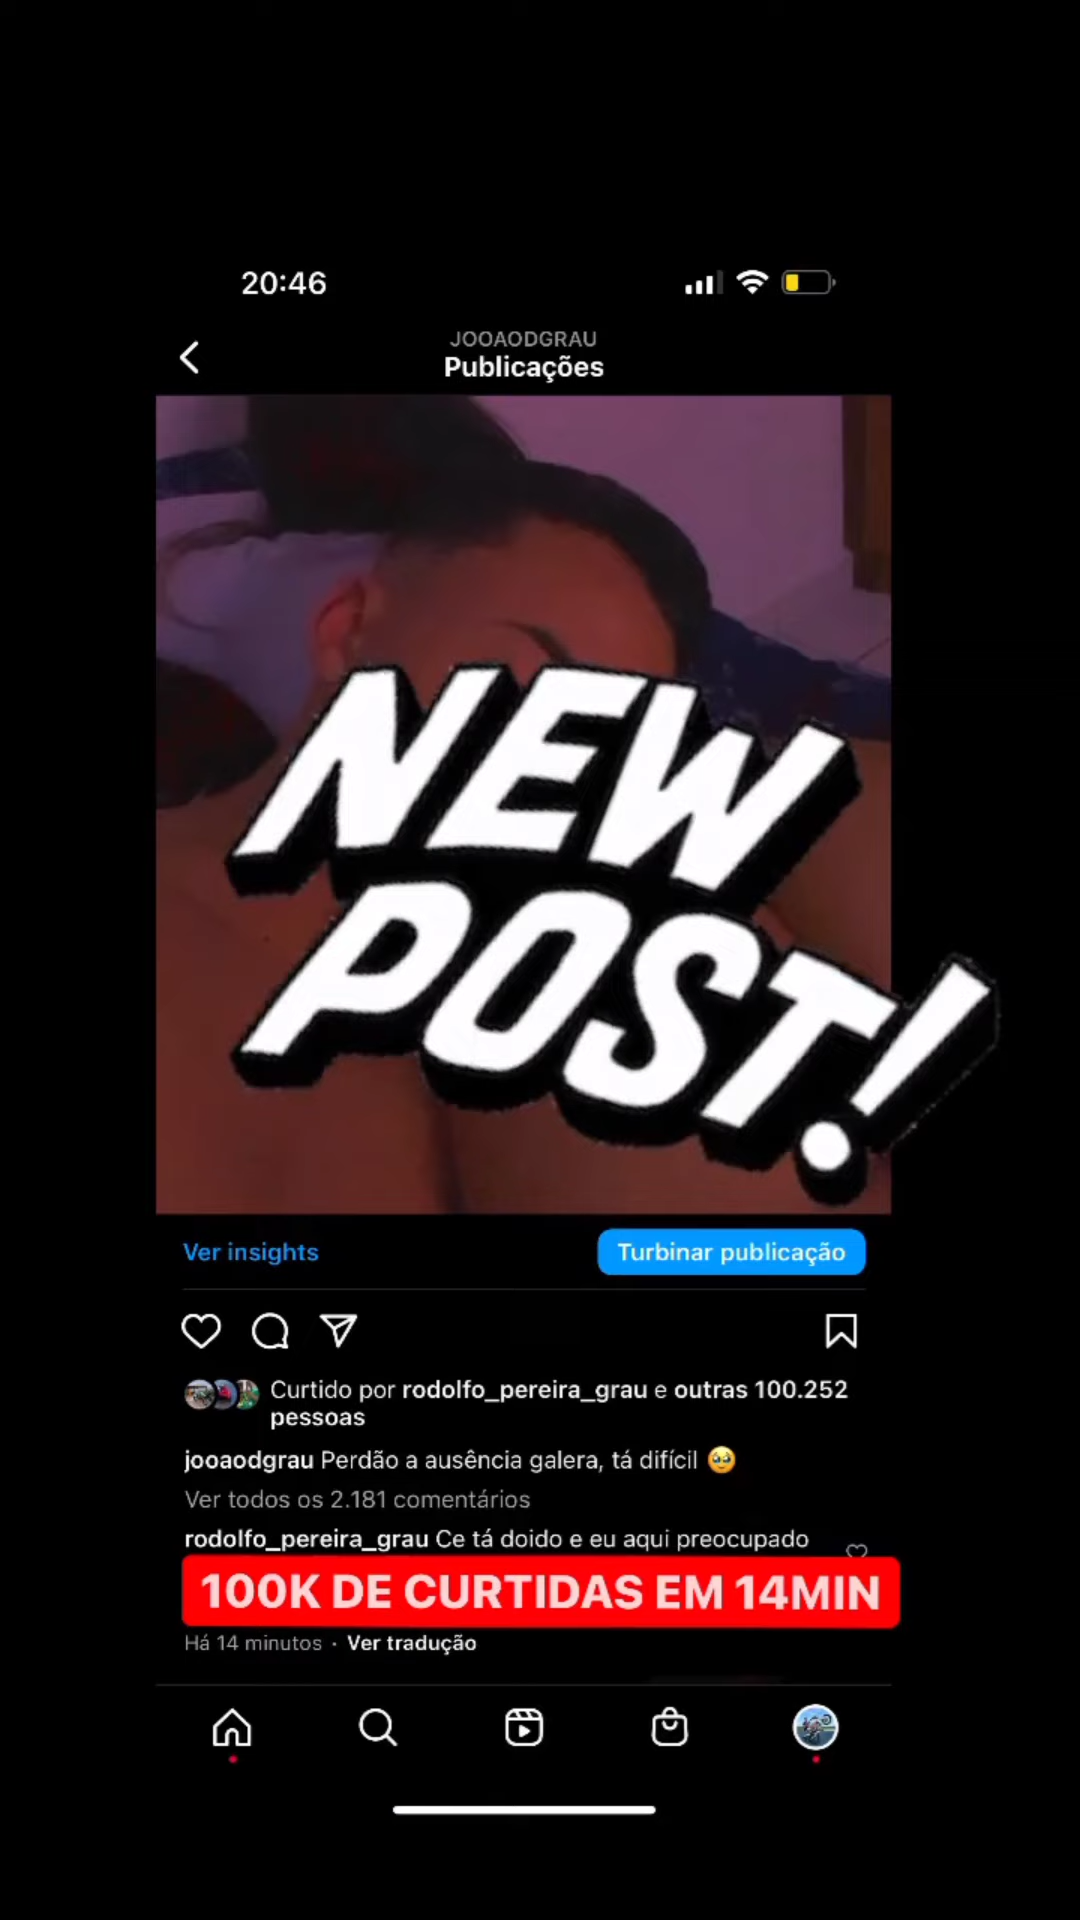 20:46
JOOAODGRAU
Publicações
NEW
POST!
Ver insights
Turbinar publicação
Curtido por rodolfo_pereira_grau e outras 100.252
pessoas
jooaodgrau Perdão a ausência galera, tá difícil 🥹
Ver todos os 2.181 comentários
rodolfo_pereira_grau Ce tá doido e eu aqui preocupado
100K DE CURTIDAS EM 14MIN
Há 14 minutos · Ver tradução